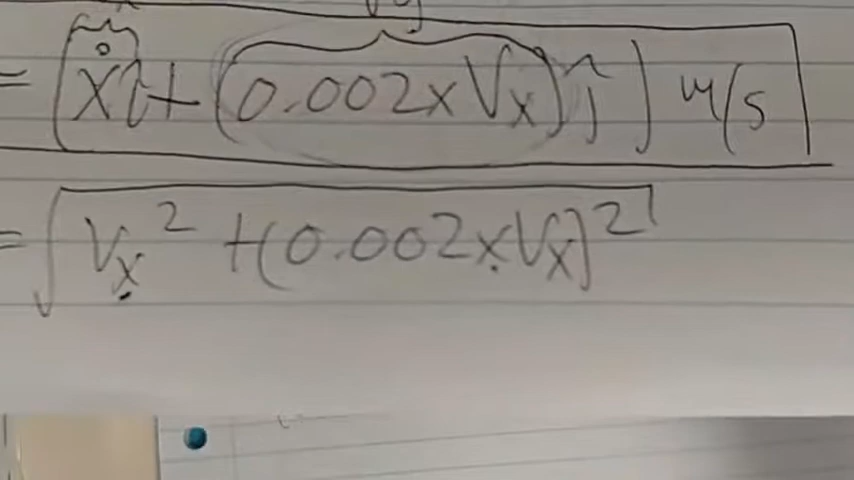 = [ẋî + (0.002xVx)ĵ] m/s
= √(Vx² + (0.002xVx)²)